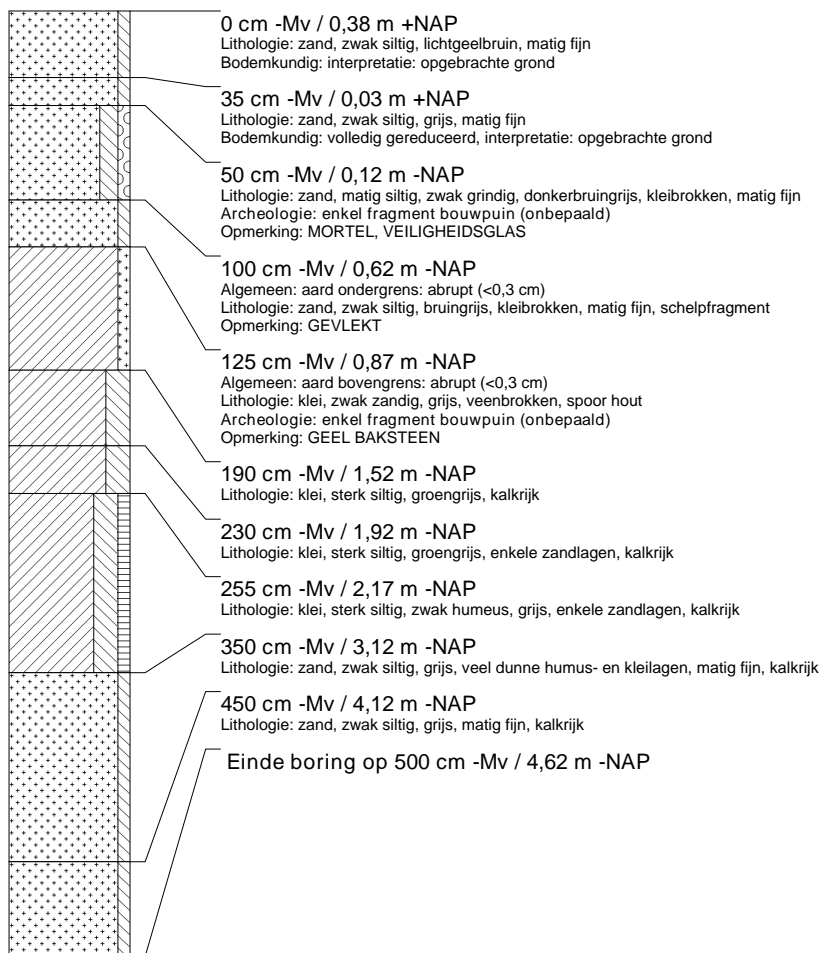 0 cm -Mv / 0,38 m +NAP
Lithologie: zand, zwak siltig, lichtgeelbruin, matig fijn
Bodemkundig: interpretatie: opgebrachte grond
35 cm -Mv / 0,03 m +NAP
Lithologie: zand, zwak siltig, grijs, matig fijn
Bodemkundig: volledig gereduceerd, interpretatie: opgebrachte grond
50 cm -Mv / 0,12 m -NAP
Lithologie: zand, matig siltig, zwak grindig, donkerbruingrijs, kleibrokken, matig fijn
Archeologie: enkel fragment bouwpuin (onbepaald)
Opmerking: MORTEL, VEILIGHEIDSGLAS
100 cm -Mv / 0,62 m -NAP
Algemeen: aard ondergrens: abrupt (<0,3 cm)
Lithologie: zand, zwak siltig, bruingrijs, kleibrokken, matig fijn, schelpfragment
Opmerking: GEVLEKT
125 cm -Mv / 0,87 m -NAP
Algemeen: aard bovengrens: abrupt (<0,3 cm)
Lithologie: klei, zwak zandig, grijs, veenbrokken, spoor hout
Archeologie: enkel fragment bouwpuin (onbepaald)
Opmerking: GEEL BAKSTEEN
190 cm -Mv / 1,52 m -NAP
Lithologie: klei, sterk siltig, groengrijs, kalkrijk
230 cm -Mv / 1,92 m -NAP
Lithologie: klei, sterk siltig, groengrijs, enkele zandlagen, kalkrijk
255 cm -Mv / 2,17 m -NAP
Lithologie: klei, sterk siltig, zwak humeus, grijs, enkele zandlagen, kalkrijk
350 cm -Mv / 3,12 m -NAP
Lithologie: zand, zwak siltig, grijs, veel dunne humus- en kleilagen, matig fijn, kalkrijk
450 cm -Mv / 4,12 m -NAP
Lithologie: zand, zwak siltig, grijs, matig fijn, kalkrijk
Einde boring op 500 cm -Mv / 4,62 m -NAP